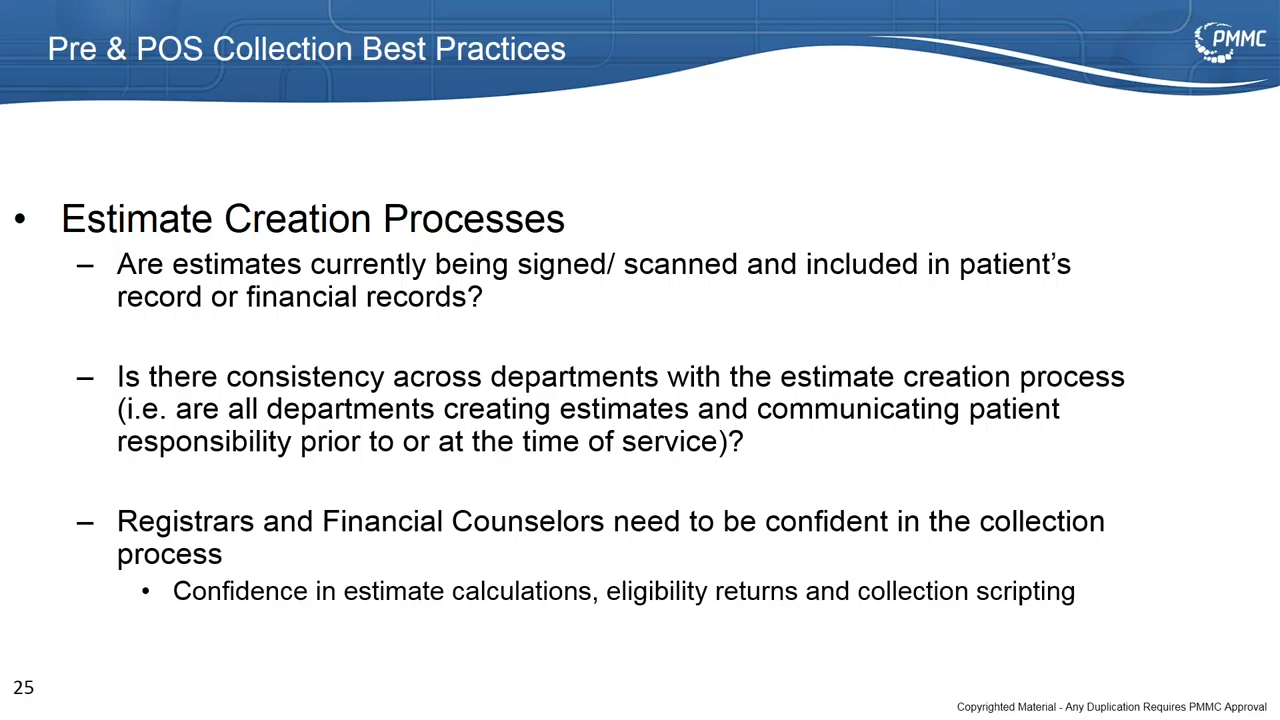 Pre & POS Collection Best Practices
PMMC
• Estimate Creation Processes
– Are estimates currently being signed/ scanned and included in patient’s
record or financial records?
– Is there consistency across departments with the estimate creation process
(i.e. are all departments creating estimates and communicating patient
responsibility prior to or at the time of service)?
– Registrars and Financial Counselors need to be confident in the collection
process
• Confidence in estimate calculations, eligibility returns and collection scripting
25
Copyrighted Material - Any Duplication Requires PMMC Approval